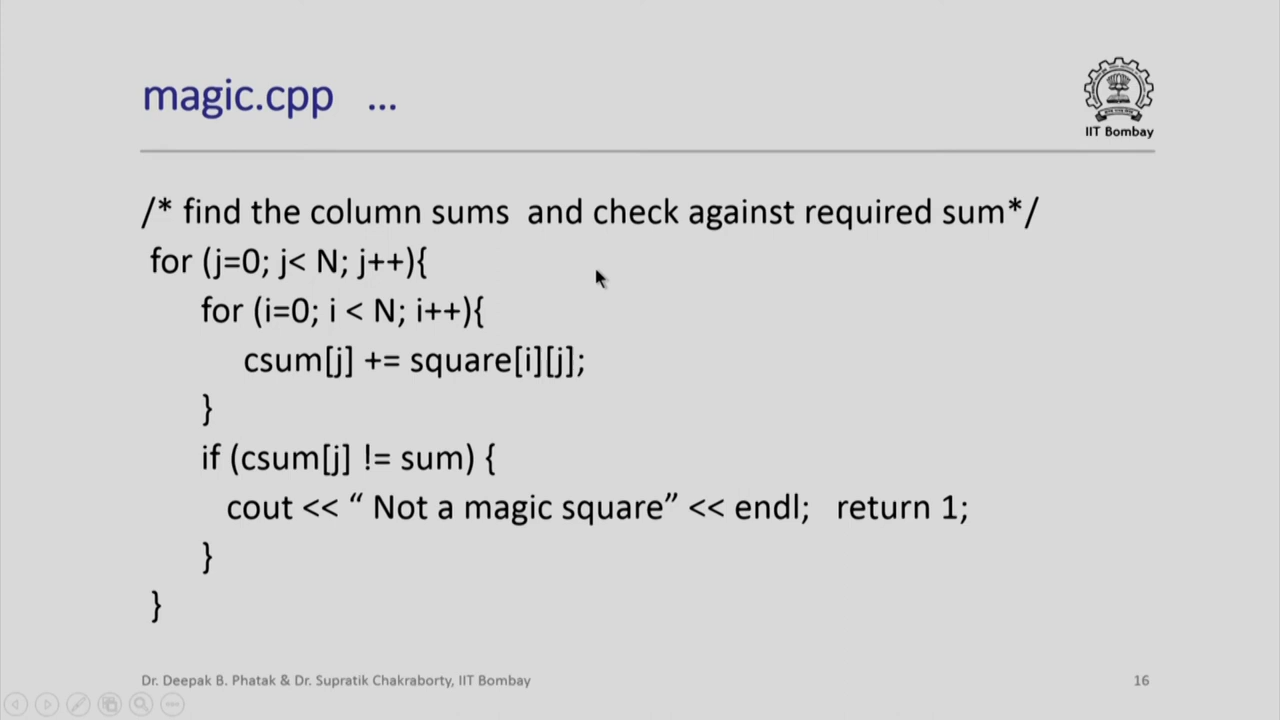 magic.cpp ...
IIT Bombay
/* find the column sums and check against required sum*/
for (j=0; j< N; j++){
for (i=0; i < N; i++){
csum[j] += square[i][j];
}
if (csum[j] != sum) {
cout << “ Not a magic square” << endl; return 1;
}
}
Dr. Deepak B. Phatak & Dr. Supratik Chakraborty, IIT Bombay
16